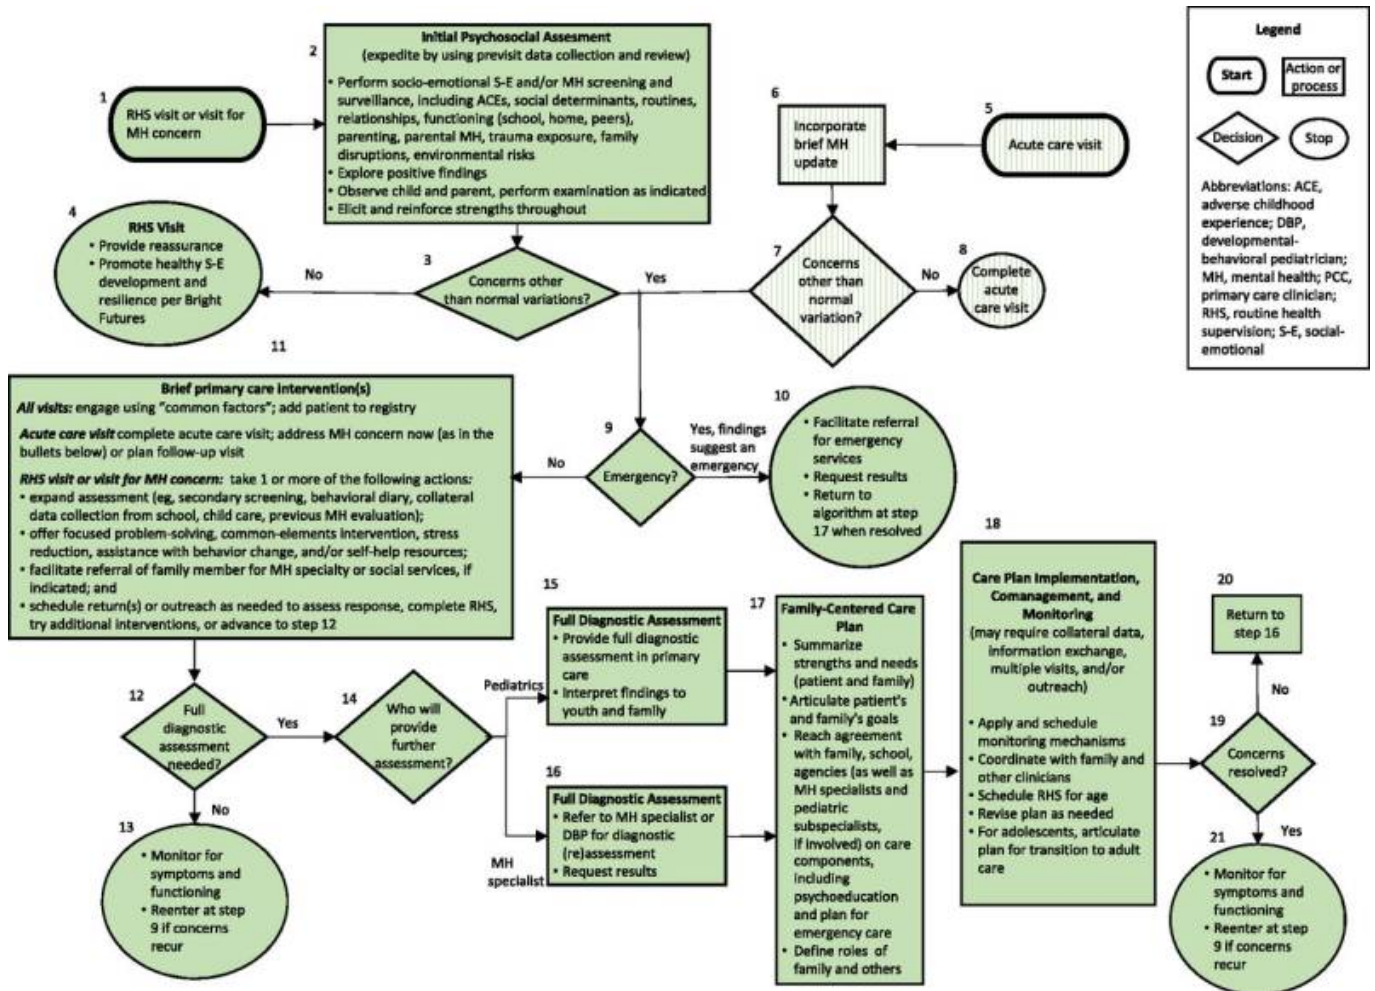 1
RHS visit or visit for
MH concern
2
Initial Psychosocial Assesment
(expedite by using previsit data collection and review)
• Perform socio-emotional S-E and/or MH screening and
surveillance, including ACEs, social determinants, routines,
relationships, functioning (school, home, peers),
parenting, parental MH, trauma exposure, family
disruptions, environmental risks
• Explore positive findings
• Observe child and parent, perform examination as indicated
• Elicit and reinforce strengths throughout
6
Incorporate
brief MH
update
5
Acute care visit
Legend
Start
Action or
process
Decision
Stop
Abbreviations: ACE,
adverse childhood
experience; DBP,
developmental-
behavioral pediatrician;
MH, mental health; PCC,
primary care clinician;
RHS, routine health
supervision; S-E, social-
emotional
4
RHS Visit
• Provide reassurance
• Promote healthy S-E
development and
resilience per Bright
Futures
No
3
Concerns other
than normal variations?
Yes
7
Concerns
other than
normal
variation?
No
8
Complete
acute
care visit
11
Brief primary care intervention(s)
All visits: engage using "common factors"; add patient to registry
Acute care visit complete acute care visit; address MH concern now (as in the
bullets below) or plan follow-up visit
RHS visit or visit for MH concern: take 1 or more of the following actions:
• expand assessment (eg, secondary screening, behavioral diary, collateral
data collection from school, child care, previous MH evaluation);
• offer focused problem-solving, common-elements intervention, stress
reduction, assistance with behavior change, and/or self-help resources;
• facilitate referral of family member for MH specialty or social services, if
indicated; and
• schedule return(s) or outreach as needed to assess response, complete RHS,
try additional interventions, or advance to step 12
No
9
Emergency?
Yes, findings
suggest an
emergency
10
• Facilitate referral
for emergency
services
• Request results
• Return to
algorithm at step
17 when resolved
12
Full
diagnostic
assessment
needed?
Yes
No
13
• Monitor for
symptoms and
functioning
• Reenter at step
9 if concerns
recur
14
Who will
provide
further
assessment?
Pediatrics
MH
specialist
15
Full Diagnostic Assessment
• Provide full diagnostic
assessment in primary
care
• Interpret findings to
youth and family
16
Full Diagnostic Assessment
• Refer to MH specialist or
DBP for diagnostic
(re)assessment
• Request results
17
Family-Centered Care
Plan
• Summarize
strengths and needs
(patient and family)
• Articulate patient's
and family's goals
• Reach agreement
with family, school,
agencies (as well as
MH specialists and
pediatric
subspecialists,
if involved) on care
components,
including
psychoeducation
and plan for
emergency care
• Define roles of
family and others
18
Care Plan Implementation,
Comanagement, and
Monitoring
(may require collateral data,
information exchange,
multiple visits, and/or
outreach)
• Apply and schedule
monitoring mechanisms
• Coordinate with family and
other clinicians
• Schedule RHS for age
• Revise plan as needed
• For adolescents, articulate
plan for transition to adult
care
20
Return to
step 16
No
19
Concerns
resolved?
Yes
21
• Monitor for
symptoms and
functioning
• Reenter at step
9 if concerns
recur